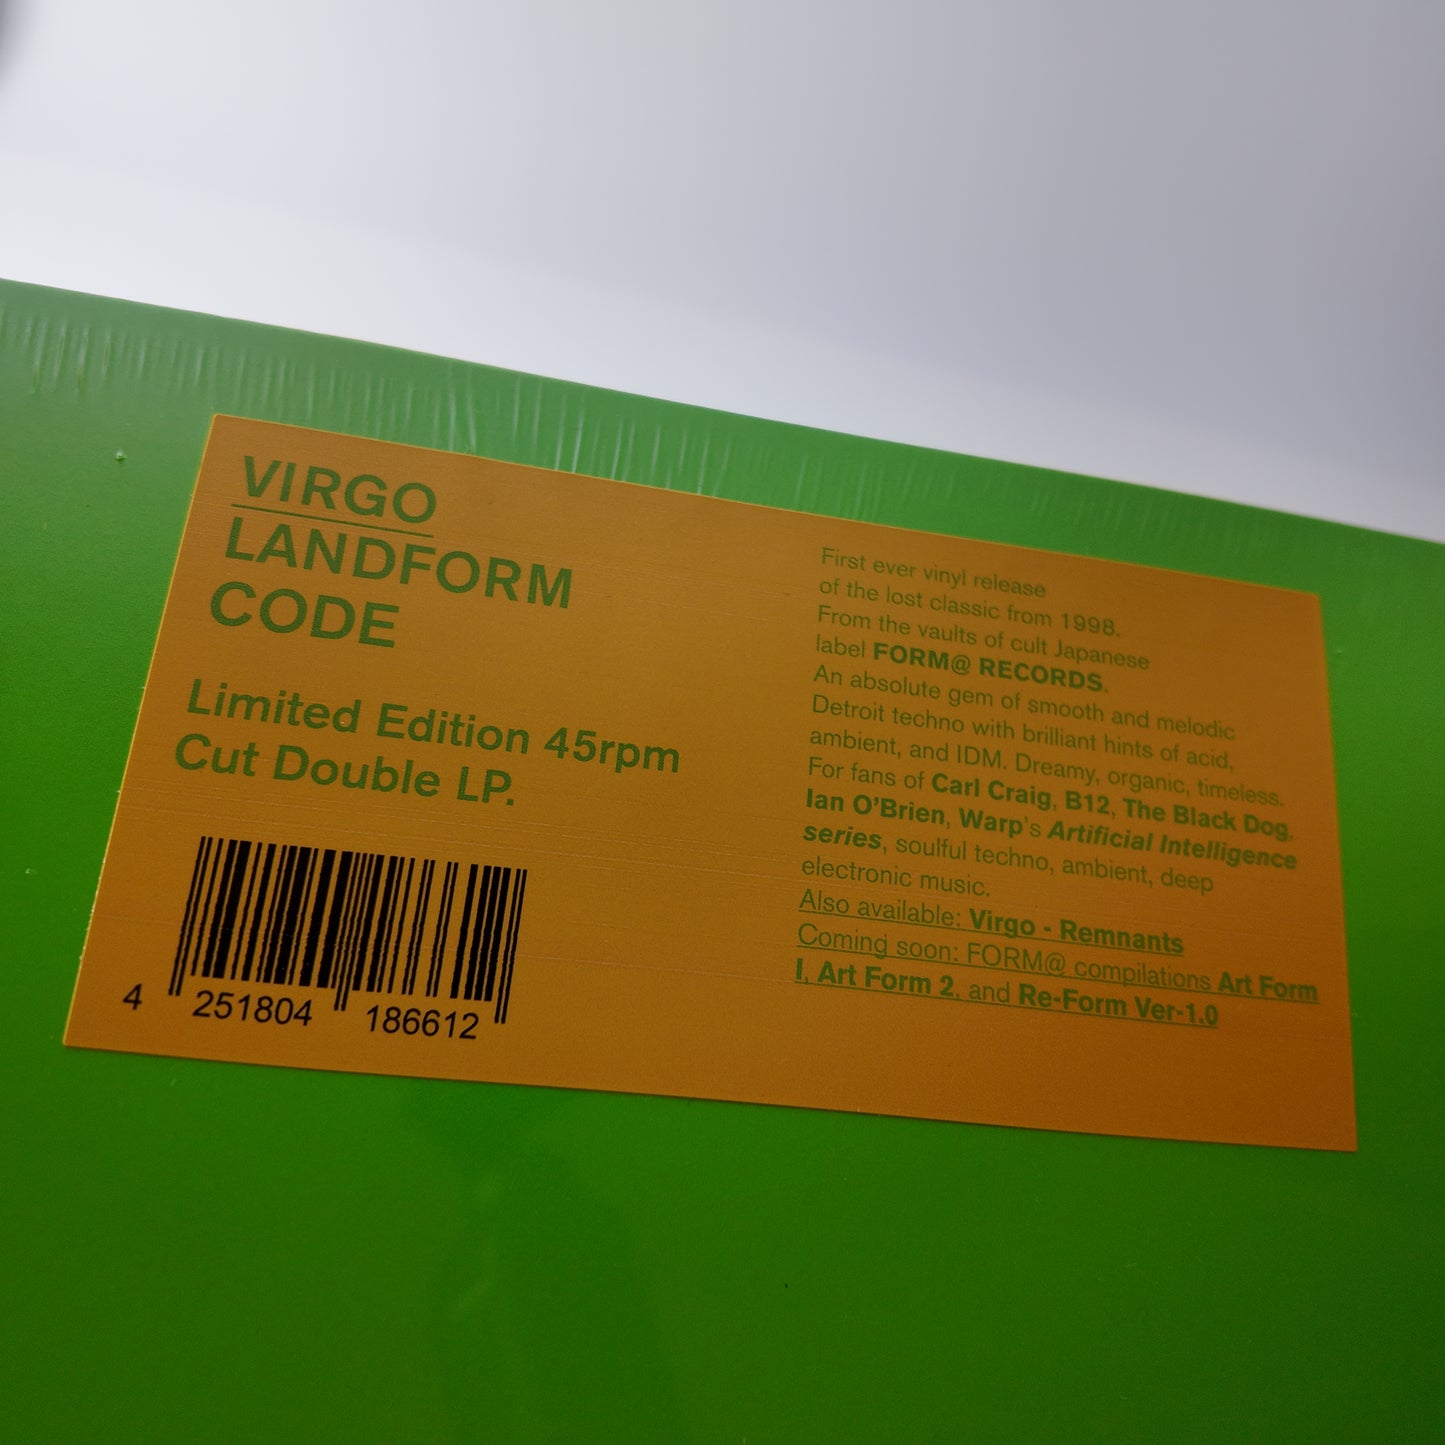 VIRGO
LANDFORM
CODE
Limited Edition 45rpm
Cut Double LP.
4 251804 186612
First ever vinyl release
of the lost classic from 1998.
From the vaults of cult Japanese
label FORM@ RECORDS.
An absolute gem of smooth and melodic
Detroit techno with brilliant hints of acid,
ambient, and IDM. Dreamy, organic, timeless.
For fans of Carl Craig, B12, The Black Dog,
Ian O'Brien, Warp's Artificial Intelligence
series, soulful techno, ambient, deep
electronic music.
Also available: Virgo - Remnants
Coming soon: FORM@ compilations Art Form
I, Art Form 2, and Re-Form Ver-1.0